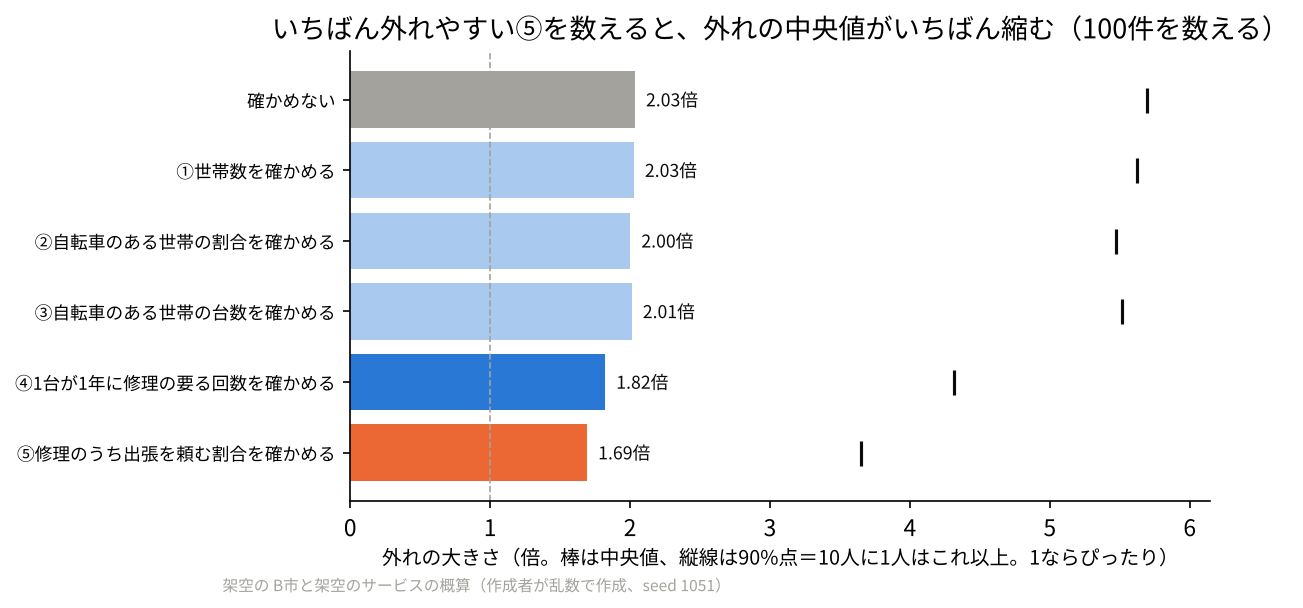 いちばん外れやすい⑤を数えると、外れの中央値がいちばん縮む（100件を数える）
確かめない
2.03倍
①世帯数を確かめる
2.03倍
②自転車のある世帯の割合を確かめる
2.00倍
③自転車のある世帯の台数を確かめる
2.01倍
④1台が1年に修理の要る回数を確かめる
1.82倍
⑤修理のうち出張を頼む割合を確かめる
1.69倍
0 1 2 3 4 5 6
外れの大きさ（倍。棒は中央値、縦線は90%点＝10人に1人はこれ以上。1ならぴったり）
架空の B市と架空のサービスの概算（作成者が乱数で作成、seed 1051）